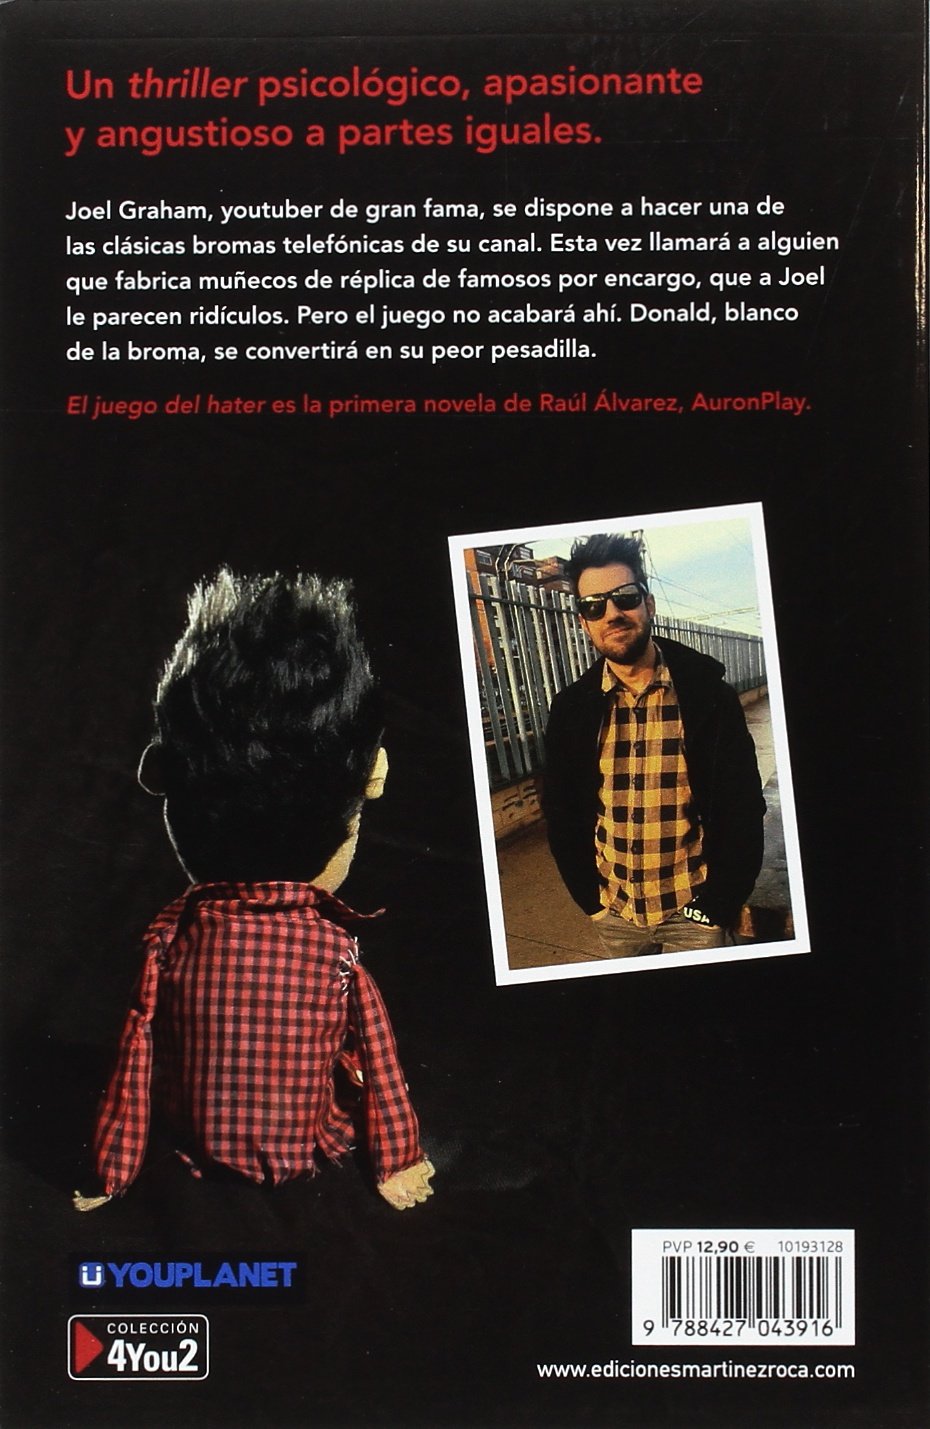 Un thriller psicológico, apasionante
y angustioso a partes iguales.
Joel Graham, youtuber de gran fama, se dispone a hacer una de
las clásicas bromas telefónicas de su canal. Esta vez llamará a alguien
que fabrica muñecos de réplica de famosos por encargo, que a Joel
le parecen ridículos. Pero el juego no acabará ahí. Donald, blanco
de la broma, se convertirá en su peor pesadilla.
El juego del hater es la primera novela de Raúl Álvarez, AuronPlay.
USA
YOUPLANET
COLECCIÓN
4You2
PVP 12,90 € 10193128
9 788427 043916
www.edicionesmartinezroca.com